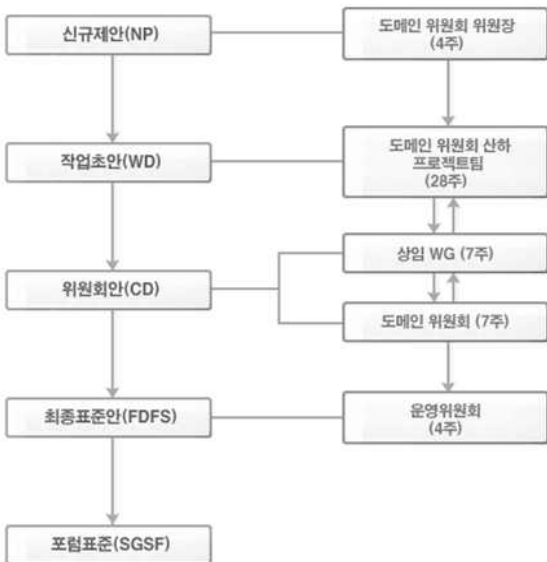 신규제안(NP)
도메인 위원회 위원장
(4주)
작업초안(WD)
도메인 위원회 산하
프로젝트팀
(28주)
상임 WG (7주)
위원회안(CD)
도메인 위원회 (7주)
최종표준안(FDFS)
운영위원회
(4주)
포럼표준(SGSF)